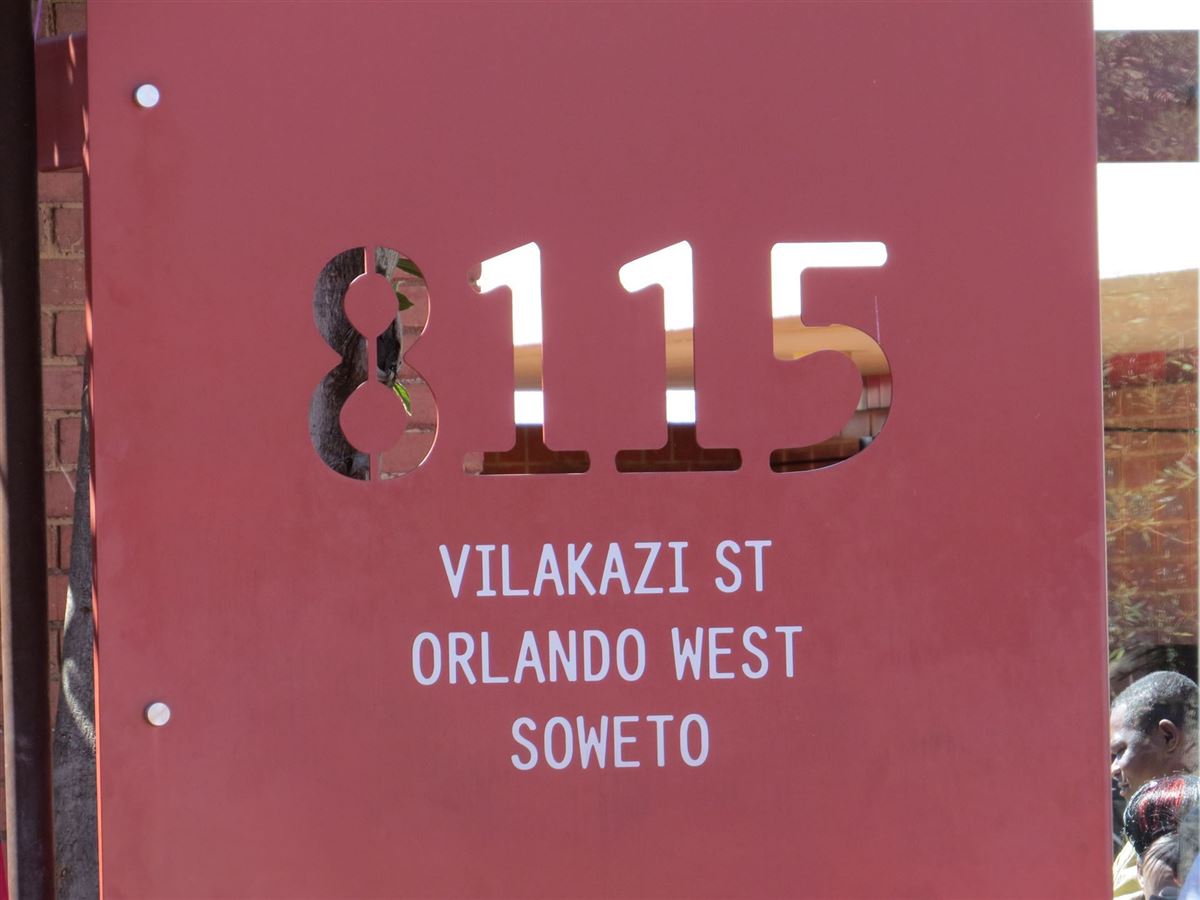 8115
VILAKAZI ST
ORLANDO WEST
SOWETO